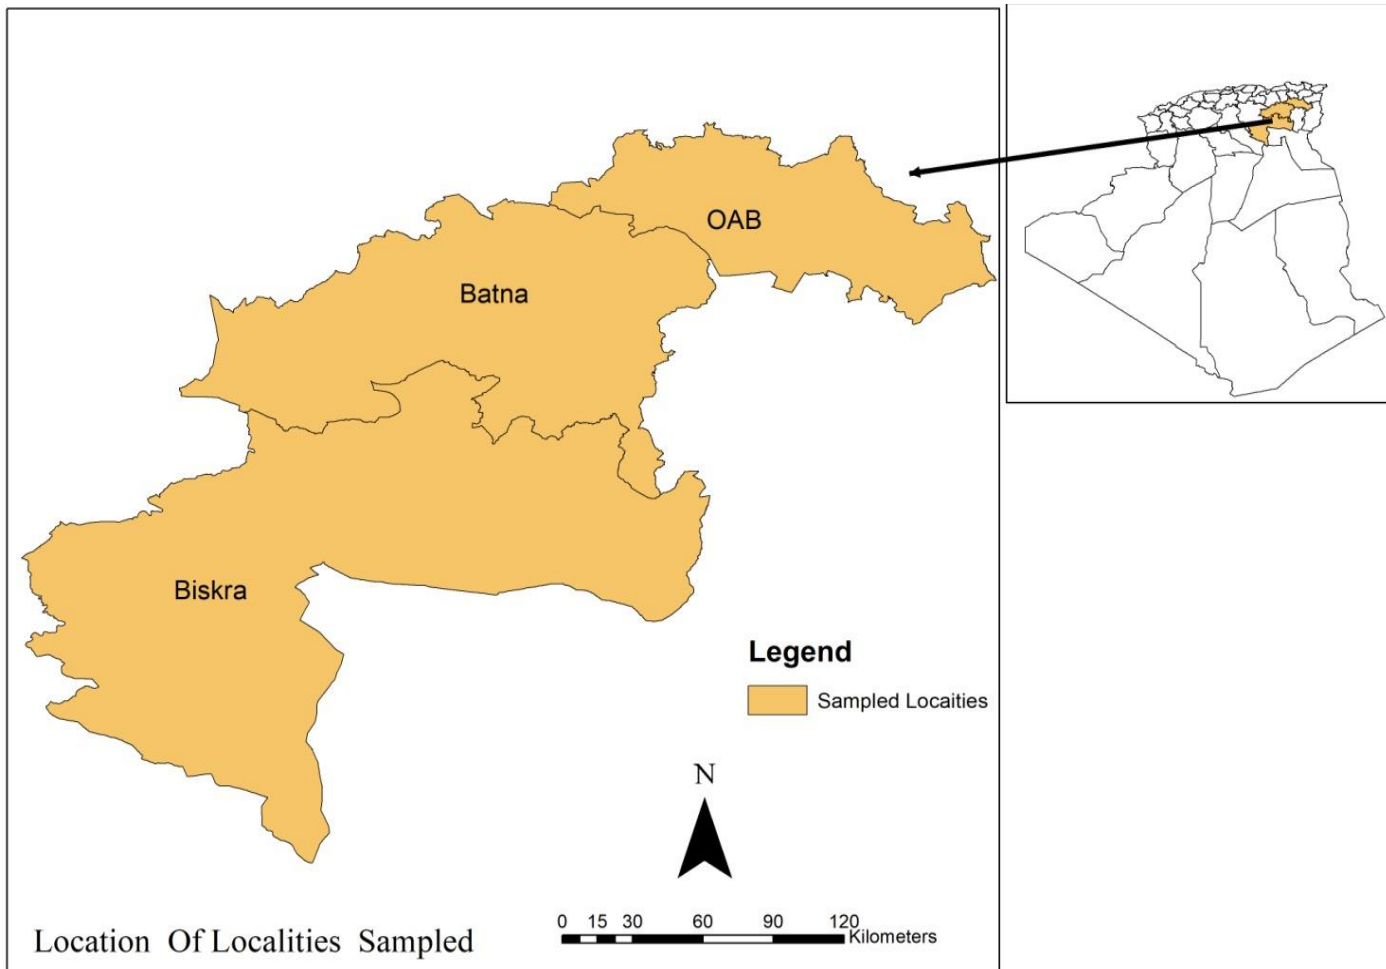 OAB
Batna
Biskra
Legend
Sampled Locaities
N
0 15 30 60 90 120
Kilometers
Location Of Localities Sampled